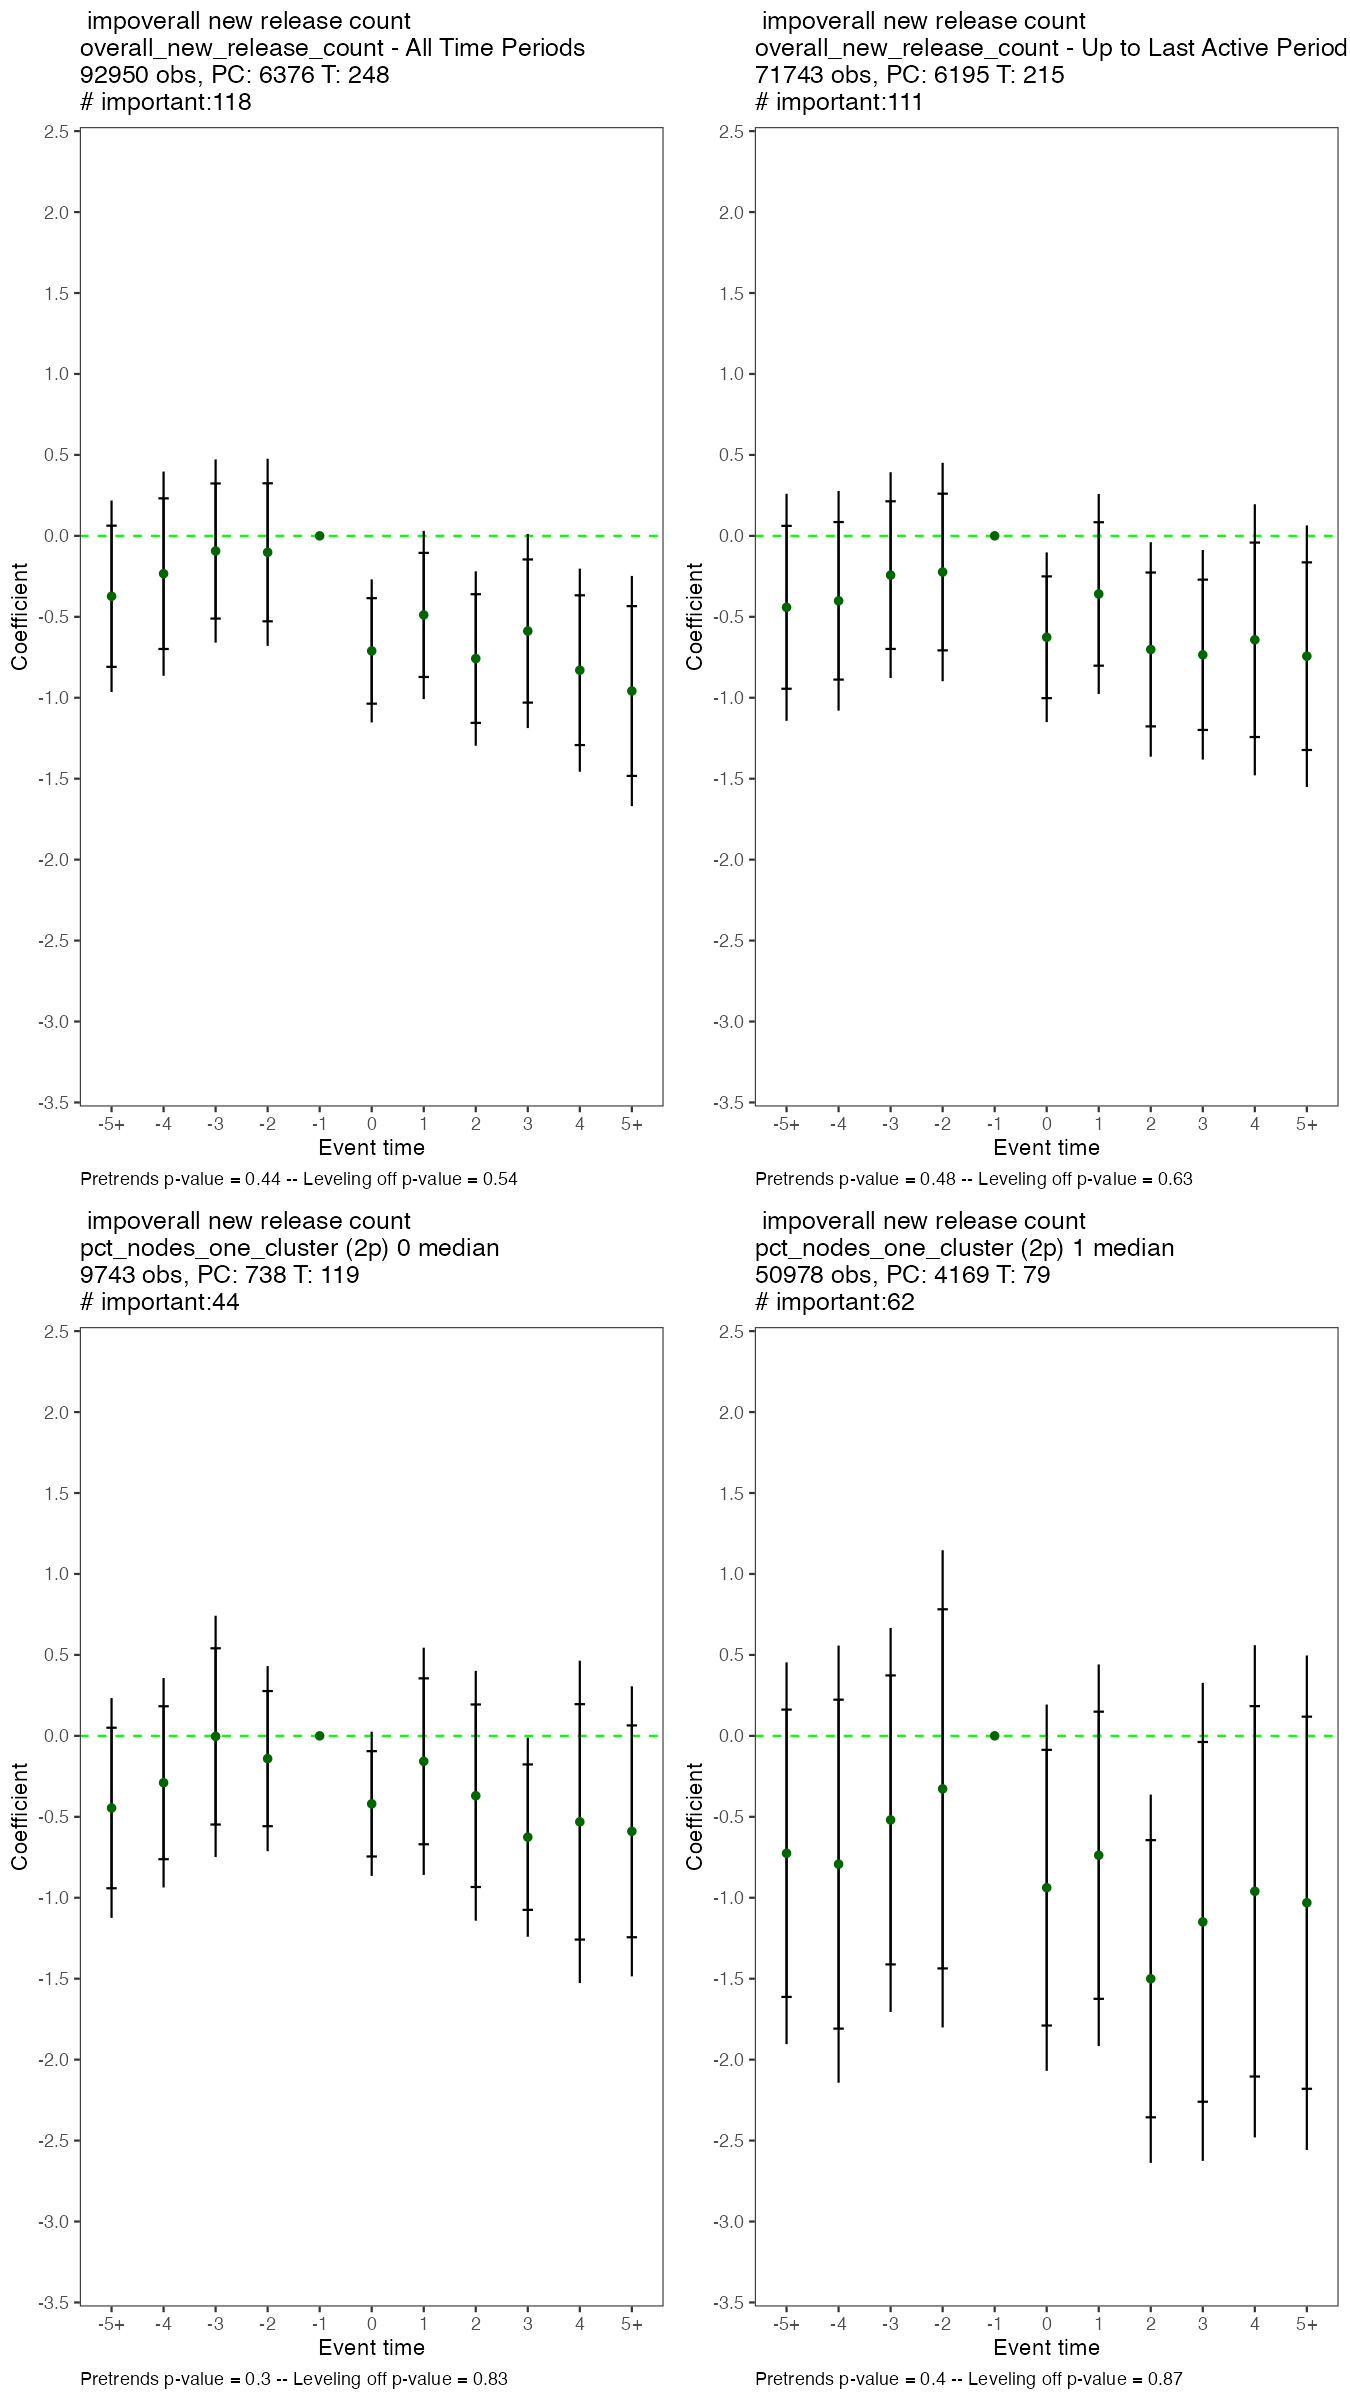 impoverall new release count
overall_new_release_count - All Time Periods
92950 obs, PC: 6376 T: 248
# important:118
2.5
2.0
1.5
1.0
0.5
0.0
-0.5
-1.0
-1.5
-2.0
-2.5
-3.0
-3.5
Coefficient
-5+ -4 -3 -2 -1 0 1 2 3 4 5+
Event time
Pretrends p-value = 0.44 -- Leveling off p-value = 0.54
impoverall new release count
overall_new_release_count - Up to Last Active Period
71743 obs, PC: 6195 T: 215
# important:111
2.5
2.0
1.5
1.0
0.5
0.0
-0.5
-1.0
-1.5
-2.0
-2.5
-3.0
-3.5
Coefficient
-5+ -4 -3 -2 -1 0 1 2 3 4 5+
Event time
Pretrends p-value = 0.48 -- Leveling off p-value = 0.63
impoverall new release count
pct_nodes_one_cluster (2p) 0 median
9743 obs, PC: 738 T: 119
# important:44
2.5
2.0
1.5
1.0
0.5
0.0
-0.5
-1.0
-1.5
-2.0
-2.5
-3.0
-3.5
Coefficient
-5+ -4 -3 -2 -1 0 1 2 3 4 5+
Event time
Pretrends p-value = 0.3 -- Leveling off p-value = 0.83
impoverall new release count
pct_nodes_one_cluster (2p) 1 median
50978 obs, PC: 4169 T: 79
# important:62
2.5
2.0
1.5
1.0
0.5
0.0
-0.5
-1.0
-1.5
-2.0
-2.5
-3.0
-3.5
Coefficient
-5+ -4 -3 -2 -1 0 1 2 3 4 5+
Event time
Pretrends p-value = 0.4 -- Leveling off p-value = 0.87